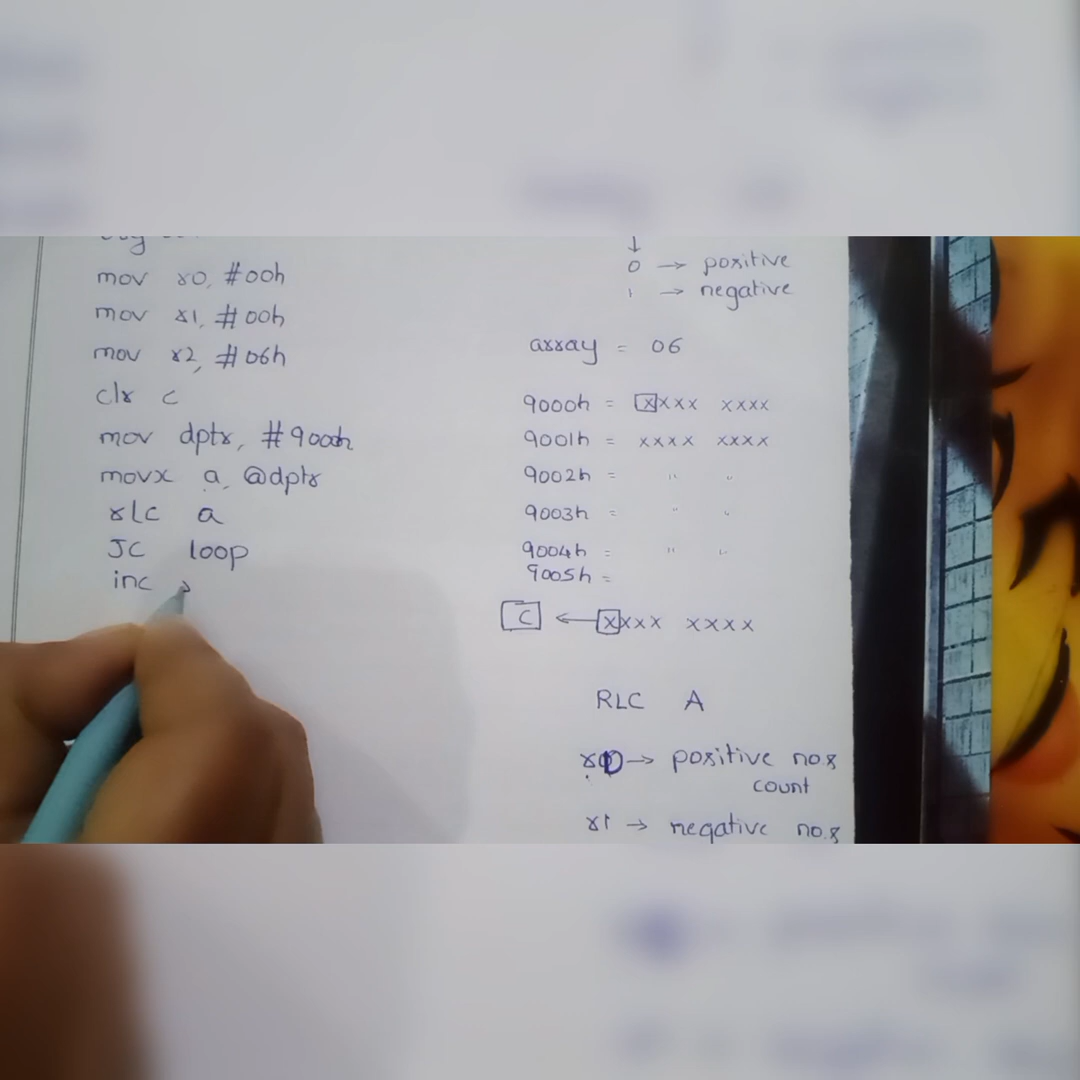 mov r0, #00h
mov r1, #00h
mov r2, #06h
clr c
mov dptr, #9000h
movx a, @dptr
rlc a
JC loop
inc
↓
0 → positive
1 → negative
array = 06
9000h = xxxx xxxx
9001h = xxxx xxxx
9002h = " "
9003h = " "
9004h = " "
9005h =
C ← xxxx xxxx
RLC A
r0 → positive no.s
count
r1 → negative no.s